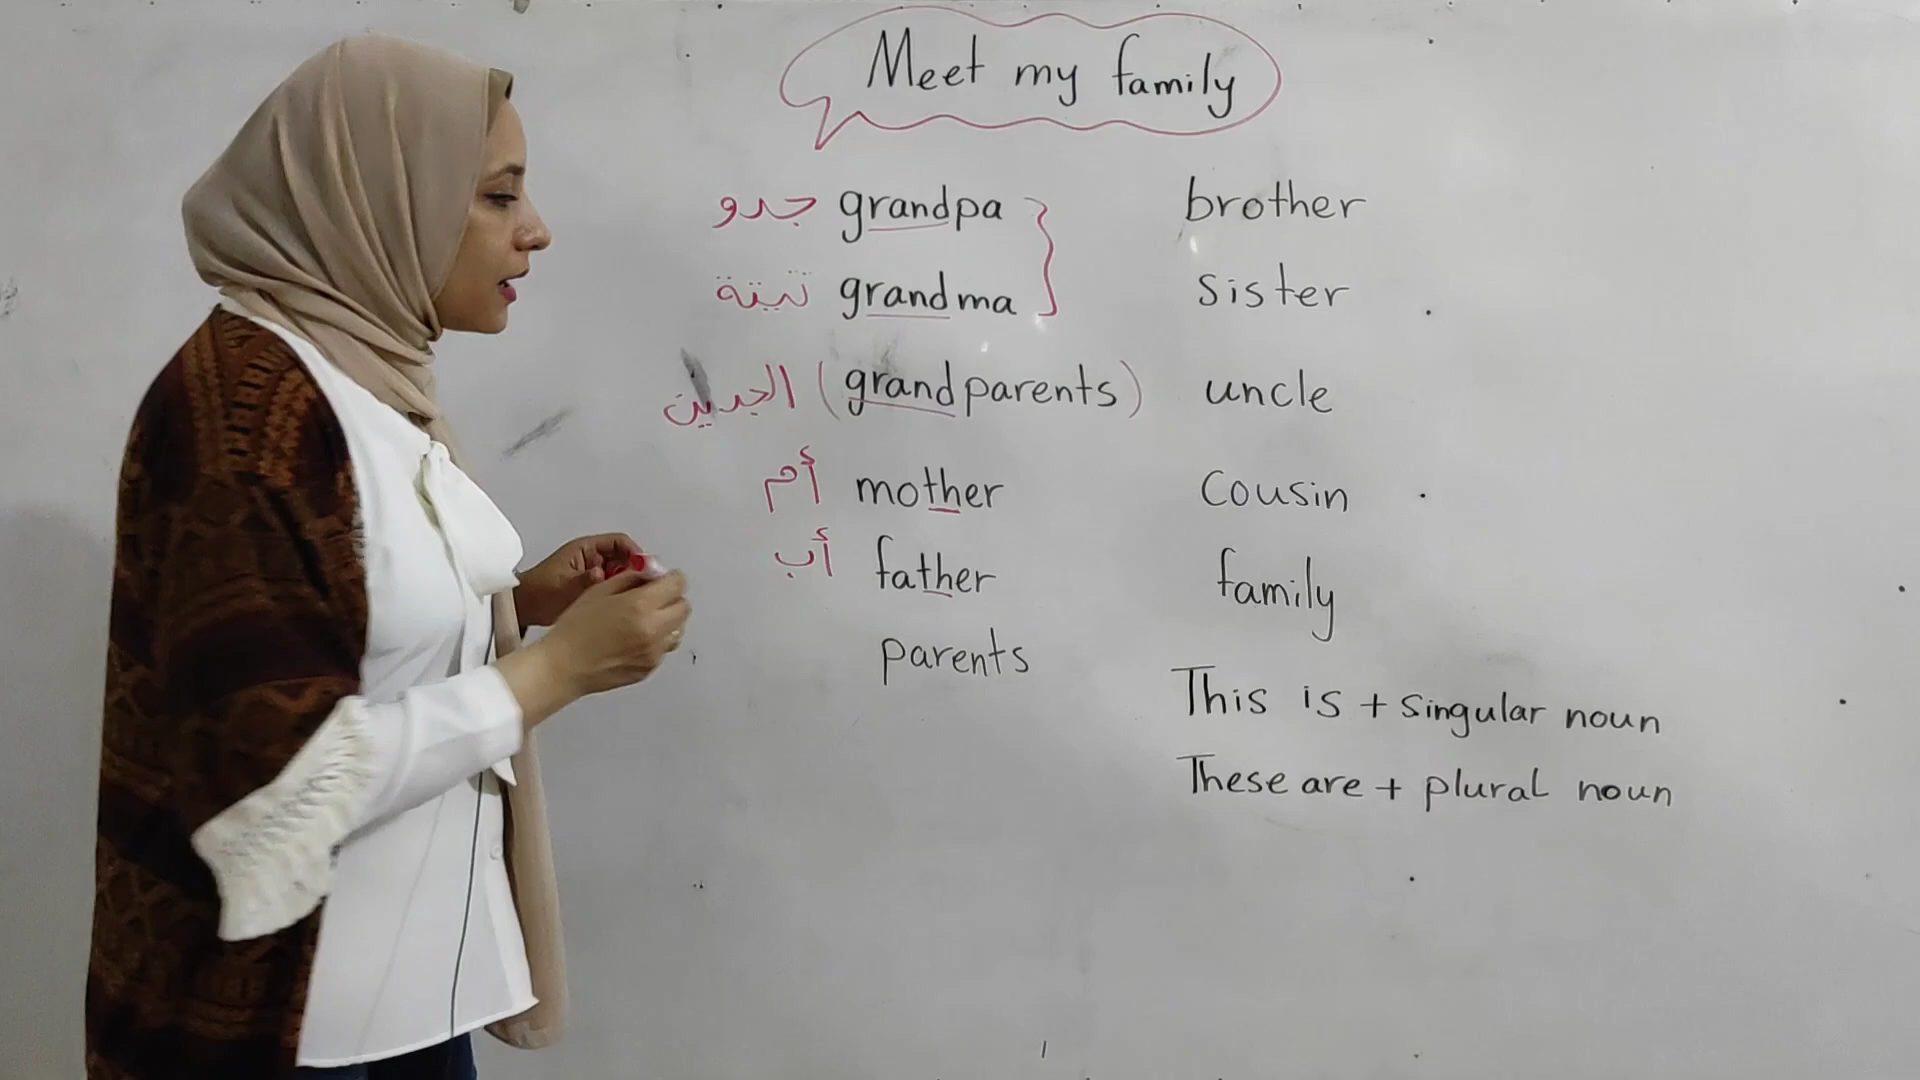 Meet my family
جدو grandpa
تيتة grandma
الجدين (grandparents)
أم mother
أب father
parents
brother
sister
uncle
cousin
family
This is + singular noun
These are + plural noun